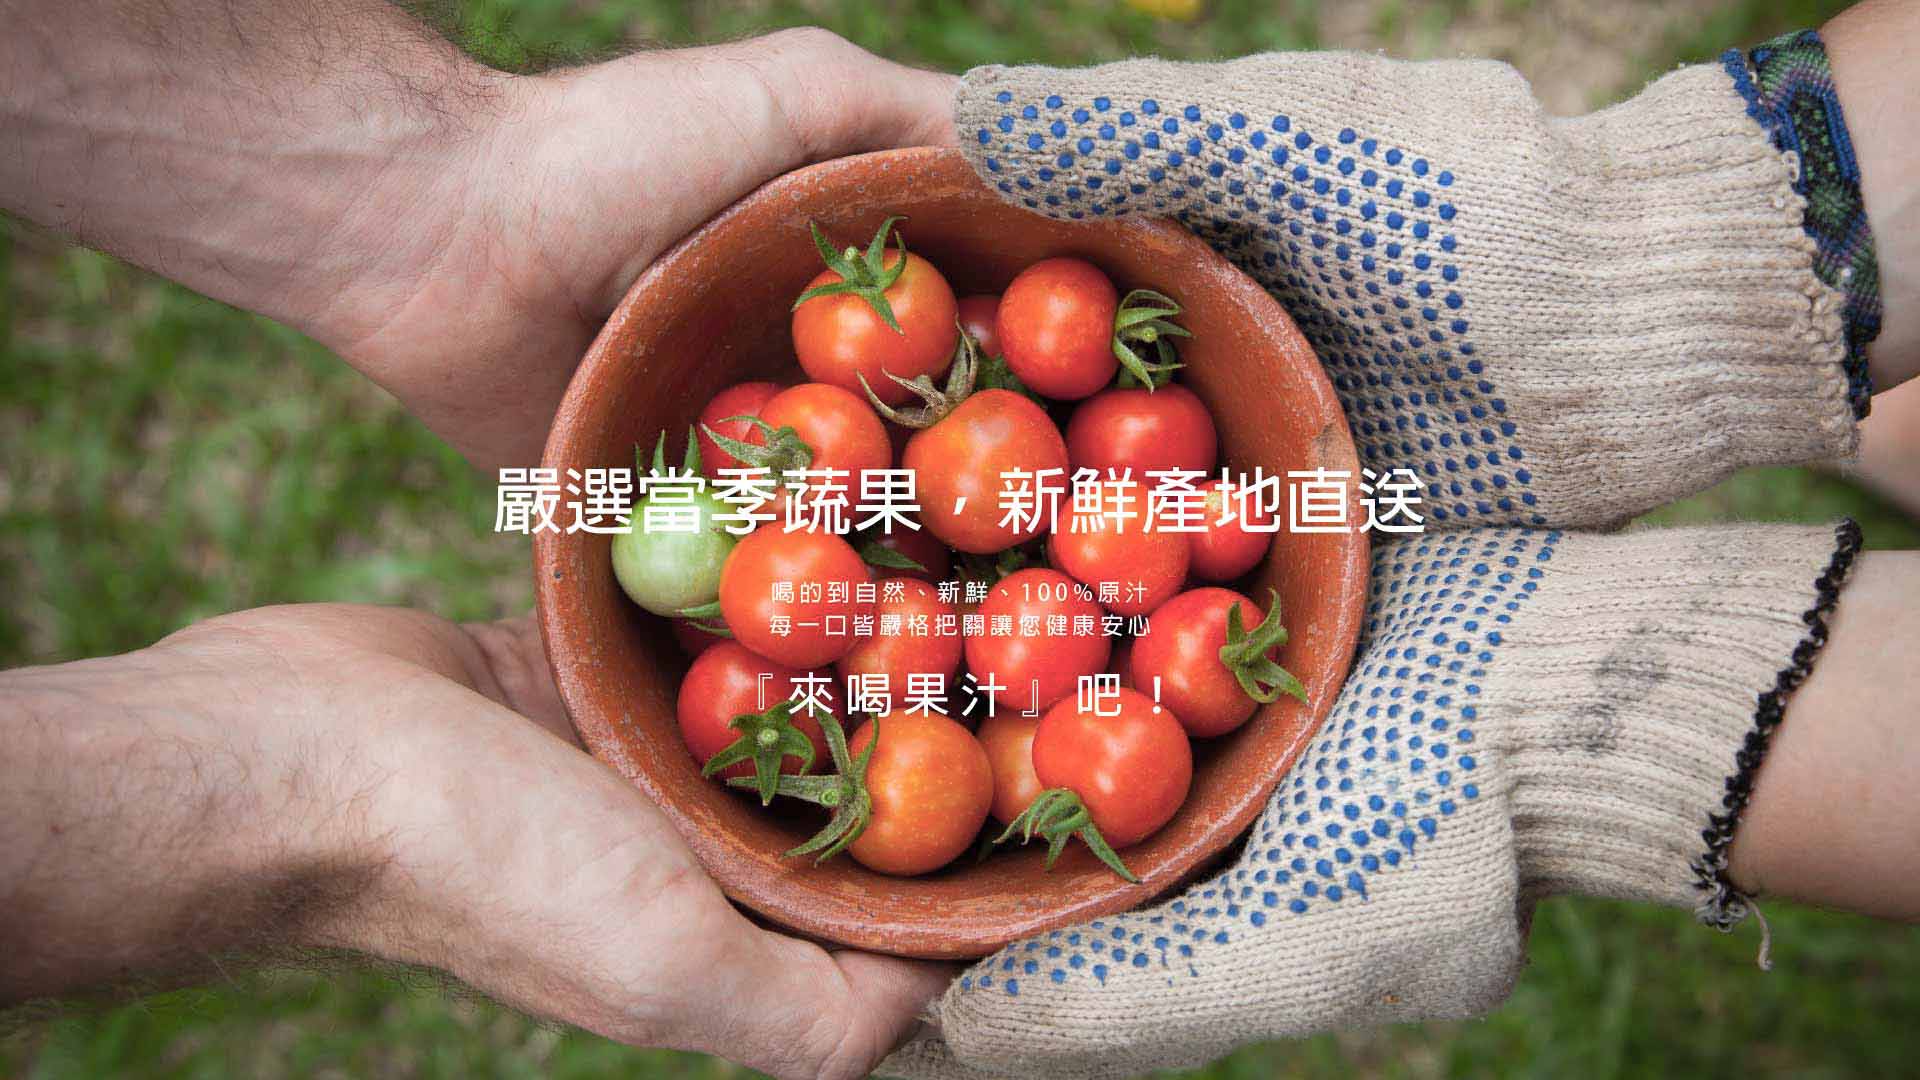 嚴選當季蔬果，新鮮產地直送
喝的到自然、新鮮、100%原汁
每一口皆嚴格把關讓您健康安心
『來喝果汁』吧！